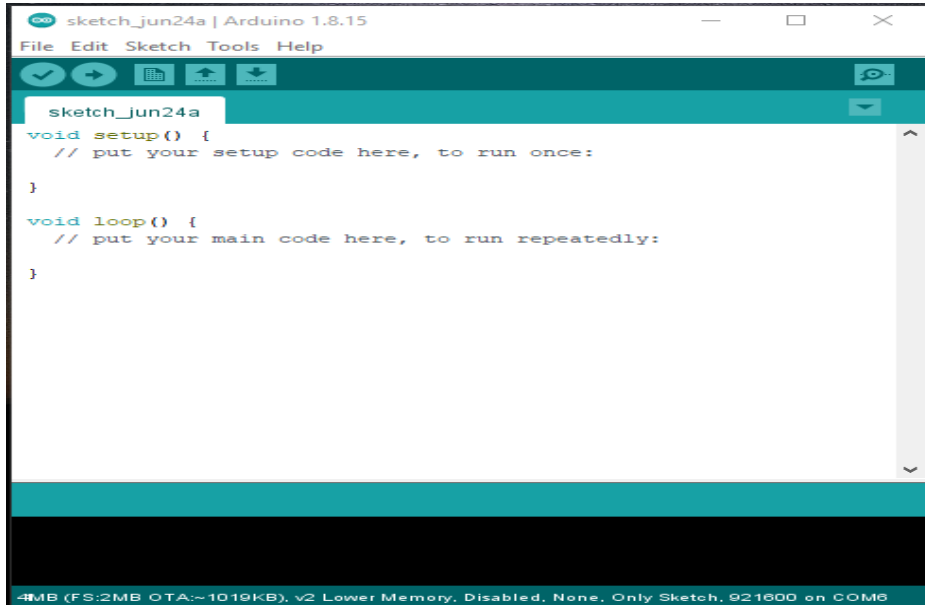 sketch_jun24a | Arduino 1.8.15
File Edit Sketch Tools Help
sketch_jun24a
void setup() {
  // put your setup code here, to run once:
}
void loop() {
  // put your main code here, to run repeatedly:
}
4MB (FS:2MB OTA:~1019KB), v2 Lower Memory, Disabled, None, Only Sketch, 921600 on COM6